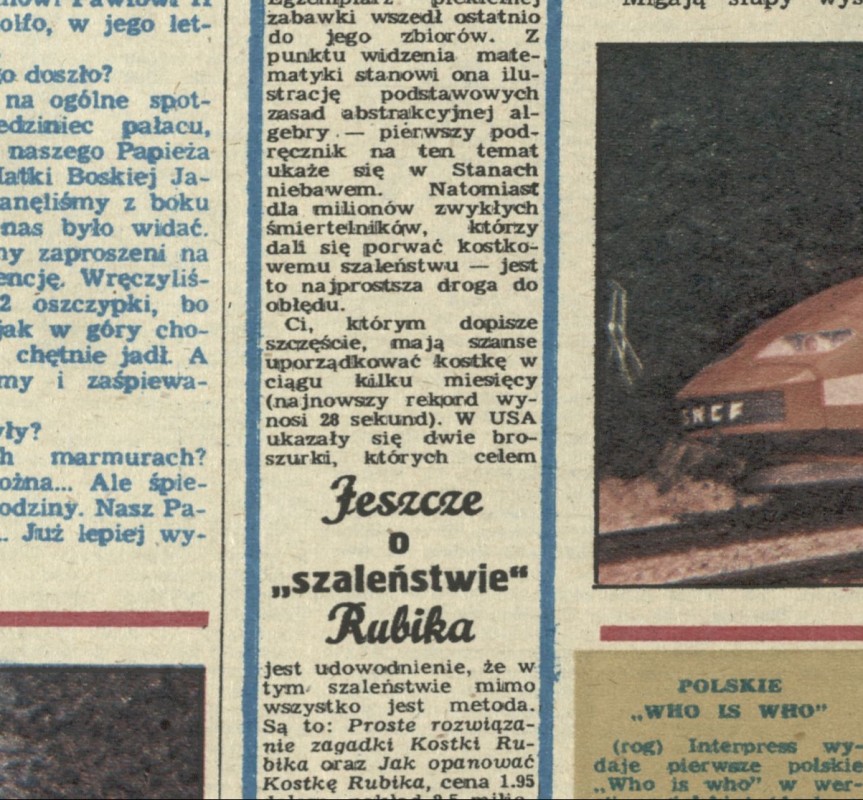 olfo, w jego let-
o doszło?
na ogólne spot-
edziniec pałacu,
naszego Papieża
Matki Boskiej Ja-
anęliśmy z boku
nas było widać.
ny zaproszeni na
encję. Wręczyliś-
2 oszczypki, bo
jak w góry cho-
chętnie jadł. A
my i zaśpiewa-
yły?
ch marmurach?
ożna... Ale śpie-
odziny. Nasz Pa-
. Już lepiej wy-
Egzemplarz piekielnej
zabawki wszedł ostatnio
do jego zbiorów. Z
punktu widzenia mate-
matyki stanowi ona ilu-
strację podstawowych
zasad abstrakcyjnej al-
gebry — pierwszy pod-
ręcznik na ten temat
ukaże się w Stanach
niebawem. Natomiast
dla milionów zwykłych
śmiertelników, którzy
dali się porwać kostko-
wemu szaleństwu — jest
to najprostsza droga do
obłędu.
Ci, którym dopisze
szczęście, mają szanse
uporządkować kostkę w
ciągu kilku miesięcy
(najnowszy rekord wy-
nosi 28 sekund). W USA
ukazały się dwie bro-
szurki, których celem
Jeszcze
o
„szaleństwie“
Rubika
jest udowodnienie, że w
tym szaleństwie mimo
wszystko jest metoda.
Są to: Proste rozwiąza-
nie zagadki Kostki Ru-
bika oraz Jak opanować
Kostkę Rubika, cena 1.95
Migają słupy wys
SNCF
POLSKIE
„WHO IS WHO”
(rog) Interpress wy-
daje pierwsze polskie
„Who is who” w wer-